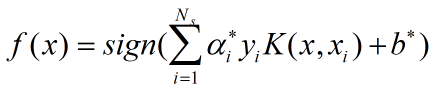 f(x) = sign(∑_{i=1}^{N_s} α_i^* y_i K(x, x_i) + b^*)